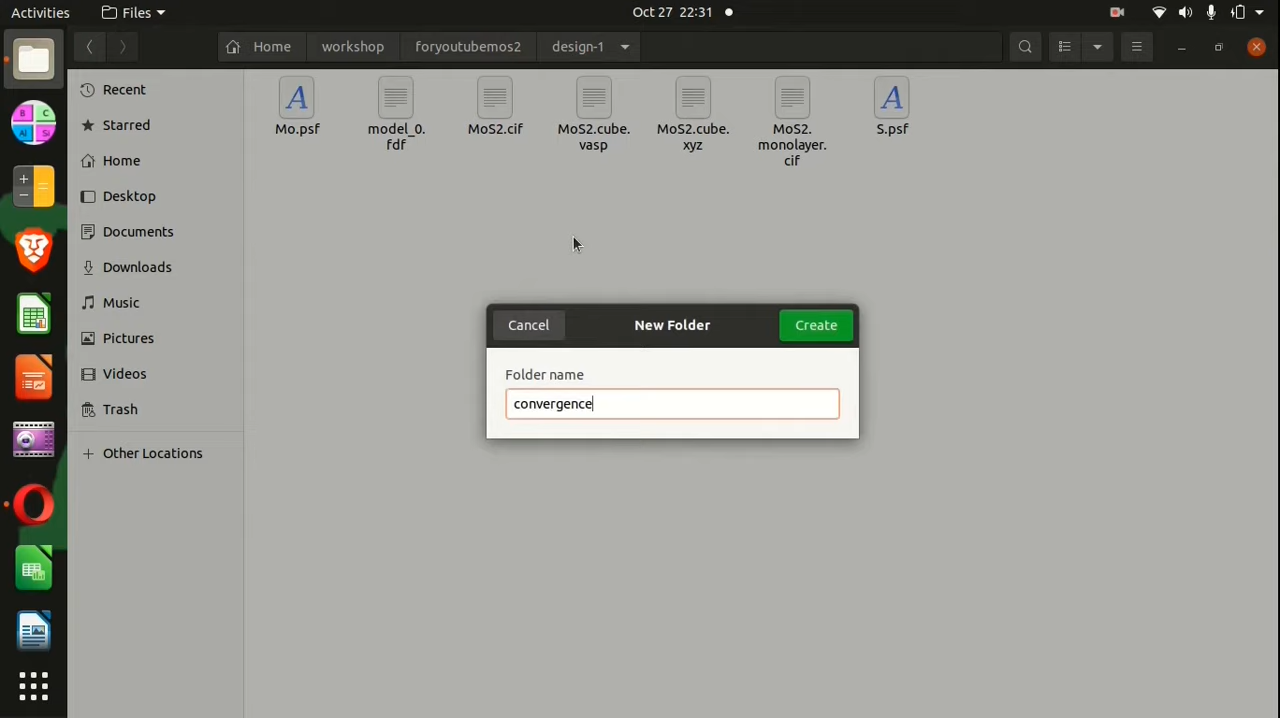 Activities Files Oct 27 22:31
Home workshop foryoutubemos2 design-1
Recent
Starred
Home
Desktop
Documents
Downloads
Music
Pictures
Videos
Trash
Other Locations
A A
Mo.psf model_0. MoS2.cif MoS2.cube. MoS2.cube. MoS2. S.psf
fdf vasp xyz monolayer.
cif
Cancel New Folder Create
Folder name
convergence
B C
Al Si